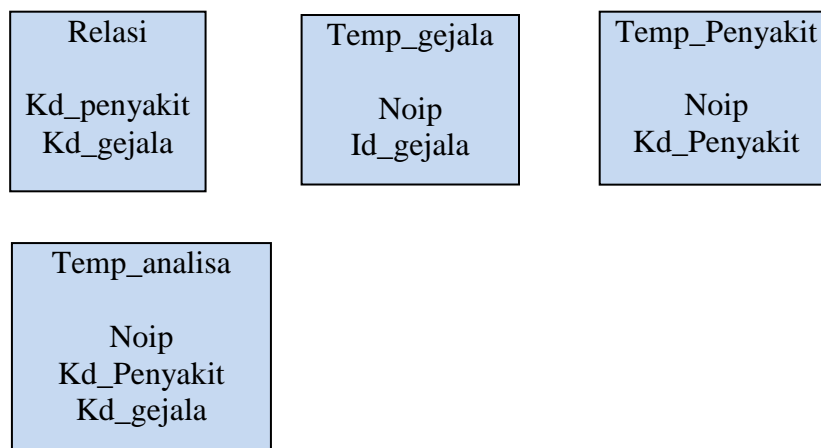 Relasi
Kd_penyakit
Kd_gejala
Temp_gejala
Noip
Id_gejala
Temp_Penyakit
Noip
Kd_Penyakit
Temp_analisa
Noip
Kd_Penyakit
Kd_gejala